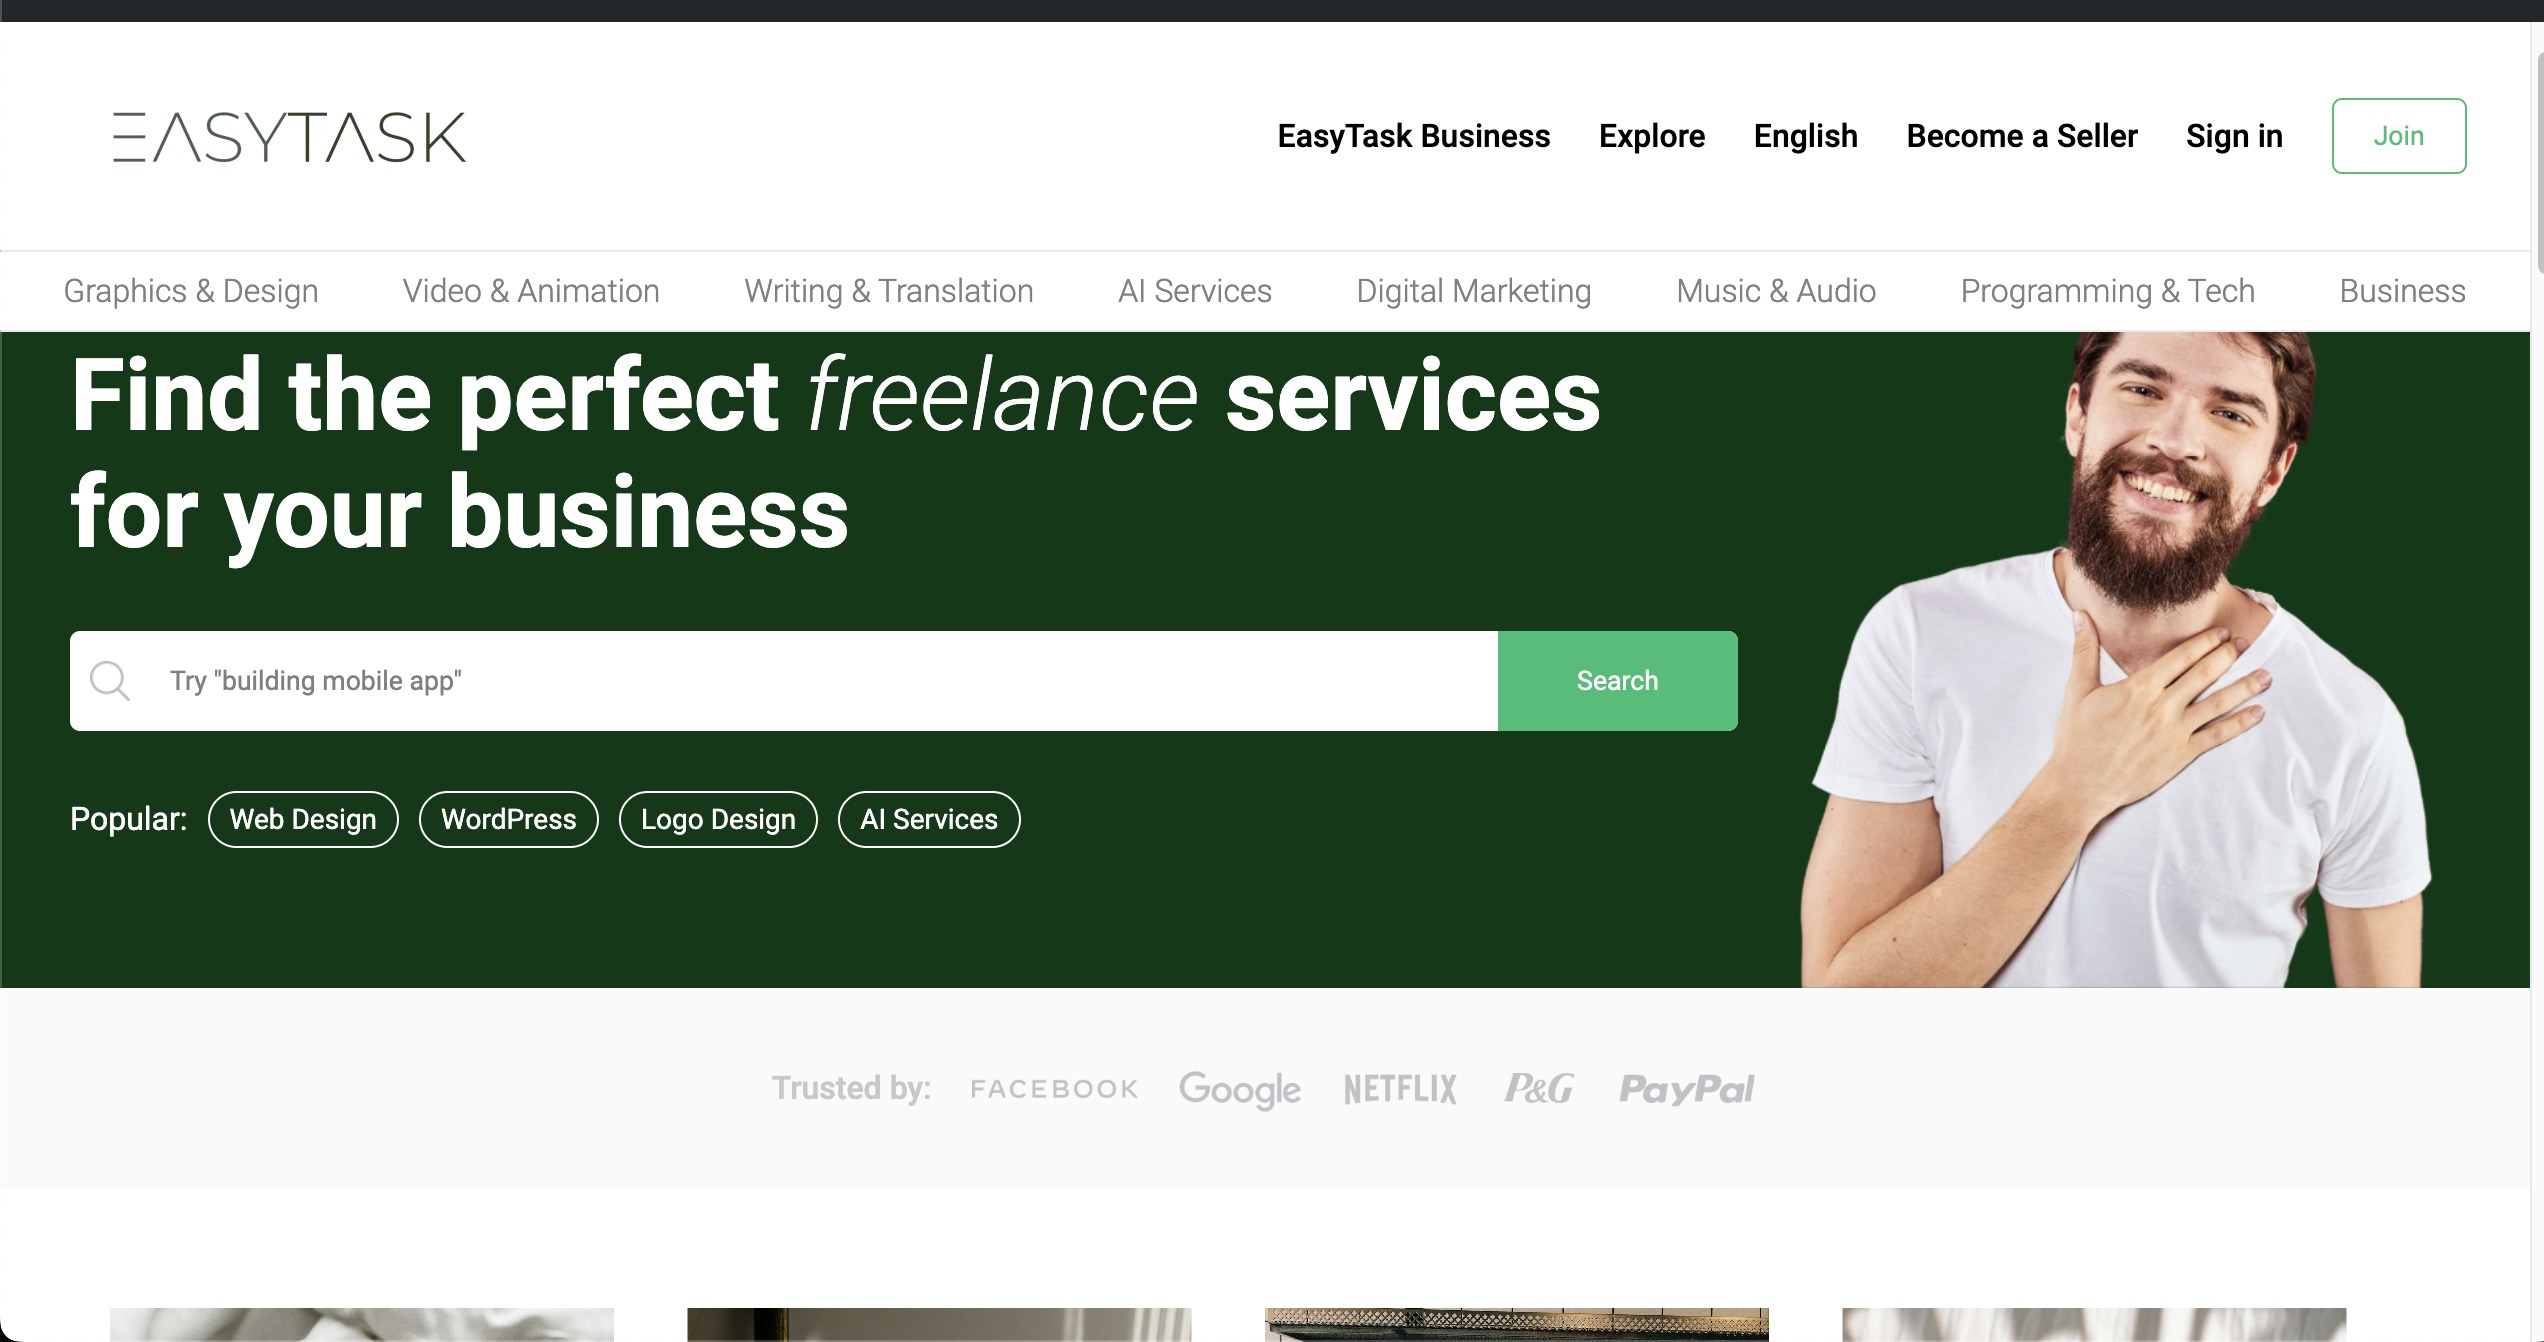 EASYTASK
EasyTask Business Explore English Become a Seller Sign in Join
Graphics & Design Video & Animation Writing & Translation AI Services Digital Marketing Music & Audio Programming & Tech Business
Find the perfect freelance services
for your business
Try "building mobile app" Search
Popular: Web Design WordPress Logo Design AI Services
Trusted by: FACEBOOK Google NETFLIX P&G PayPal